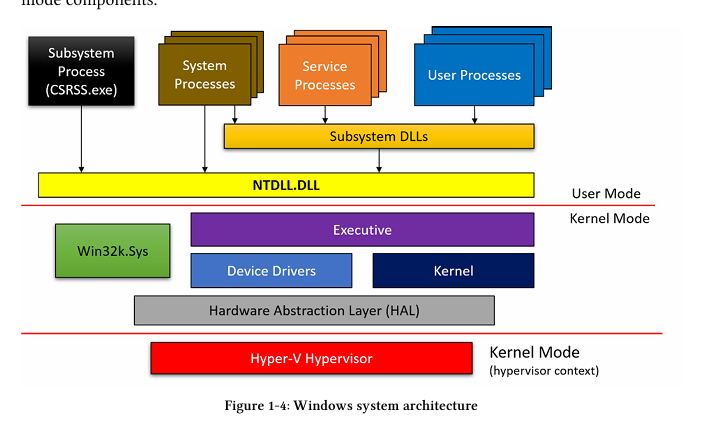 mode components.
Subsystem
Process
(CSRSS.exe)
System
Processes
Service
Processes
User Processes
Subsystem DLLs
NTDLL.DLL
User Mode
Kernel Mode
Executive
Win32k.Sys
Device Drivers
Kernel
Hardware Abstraction Layer (HAL)
Hyper-V Hypervisor
Kernel Mode
(hypervisor context)
Figure 1-4: Windows system architecture